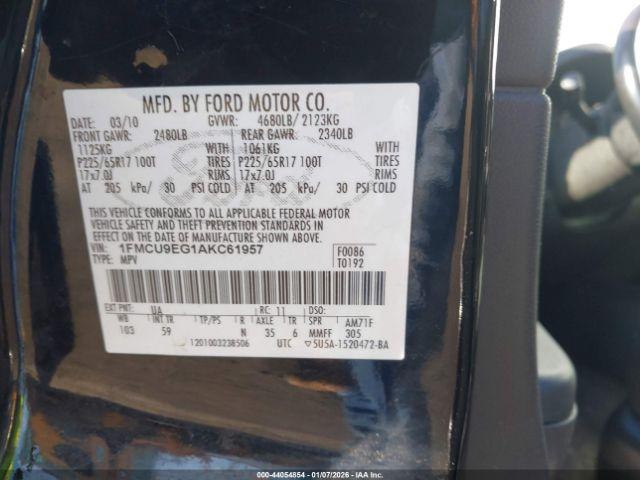 MFD. BY FORD MOTOR CO.
DATE: 03/10 GVWR: 4680LB/2123KG
FRONT GAWR: 2480LB REAR GAWR: 2340LB
1125KG WITH 1061KG WITH
P225/65R17 100T TIRES P225/65R17 100T TIRES
17x7.0J RIMS 17x7.0J RIMS
AT 205 kPa/ 30 PSI COLD AT 205 kPa/ 30 PSI COLD
THIS VEHICLE CONFORMS TO ALL APPLICABLE FEDERAL MOTOR
VEHICLE SAFETY AND THEFT PREVENTION STANDARDS IN
EFFECT ON THE DATE OF MANUFACTURE SHOWN ABOVE.
VIN: 1FMCU9EG1AKC61957 F0086
TYPE: MPV T0192
EXT PNT: UA RC: 11 DSO:
WB INT TR TP/PS R AXLE TR SPR AM71F
103 59 N 35 6 MMFF 305
1201003238506 UTC ▽5U5A-1520472-BA
000-44054854 | 01/07/2026 | IAA Inc.